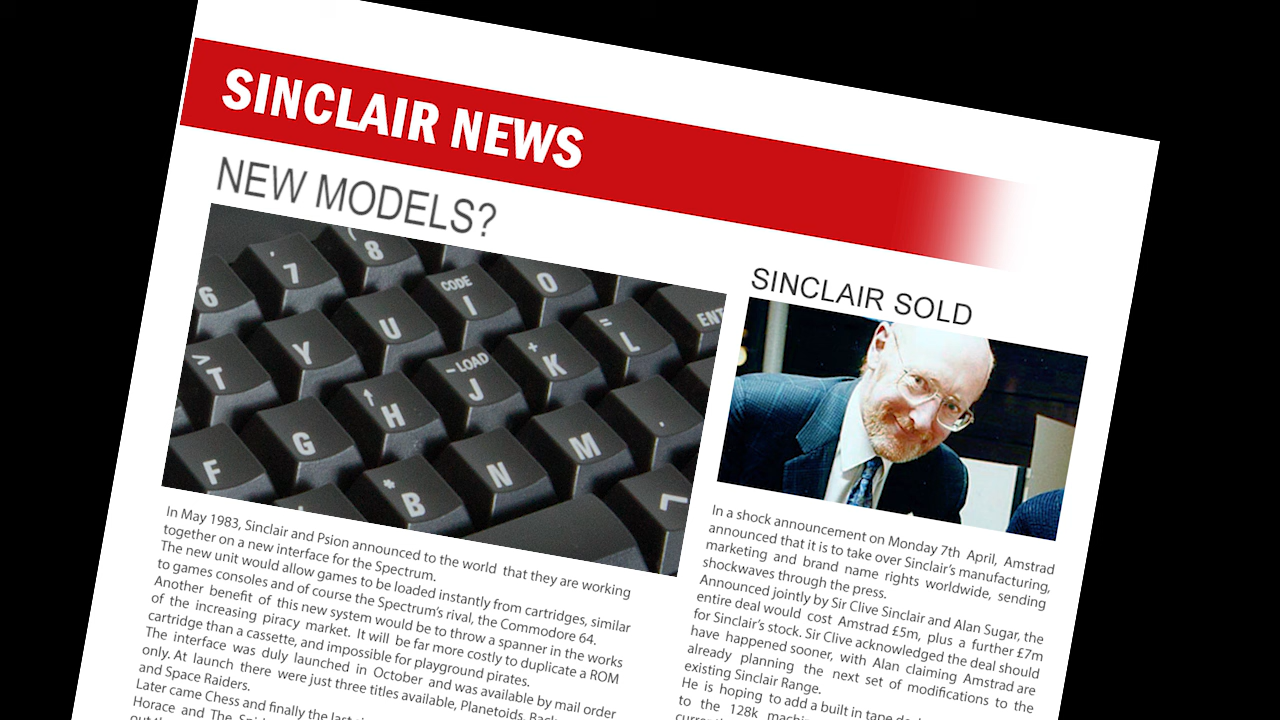 SINCLAIR NEWS
NEW MODELS?
6 7 8
T Y U CODE I O
F G H - LOAD J + K = L ENT
* B N M .
In May 1983, Sinclair and Psion announced to the world that they are working
together on a new interface for the Spectrum.
The new unit would allow games to be loaded instantly from cartridges, similar
to games consoles and of course the Spectrum's rival, the Commodore 64.
Another benefit of this new system would be to throw a spanner in the works
of the increasing piracy market. It will be far more costly to duplicate a ROM
cartridge than a cassette, and impossible for playground pirates.
The interface was duly launched in October and was available by mail order
only. At launch there were just three titles available, Planetoids,
and Space Raiders.
Later came Chess and finally the
Horace and The
SINCLAIR SOLD
In a shock announcement on Monday 7th April, Amstrad
announced that it is to take over Sinclair's manufacturing,
marketing and brand name rights worldwide, sending
shockwaves through the press.
Announced jointly by Sir Clive Sinclair and Alan Sugar, the
entire deal would cost Amstrad £5m, plus a further £7m
for Sinclair's stock. Sir Clive acknowledged the deal should
have happened sooner, with Alan claiming Amstrad are
already planning the next set of modifications to the
existing Sinclair Range.
He is hoping to add a built in tape
to the 128k